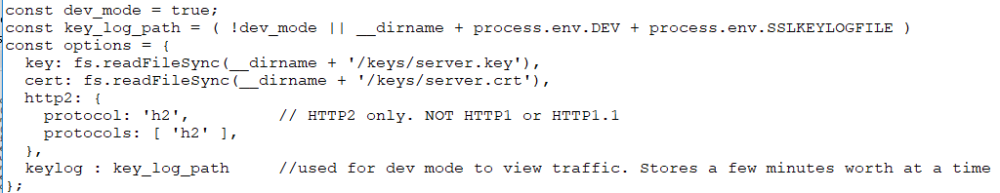 const dev_mode = true;
const key_log_path = ( !dev_mode || __dirname + process.env.DEV + process.env.SSLKEYLOGFILE )
const options = {
  key: fs.readFileSync(__dirname + '/keys/server.key'),
  cert: fs.readFileSync(__dirname + '/keys/server.crt'),
  http2: {
    protocol: 'h2',         // HTTP2 only. NOT HTTP1 or HTTP1.1
    protocols: [ 'h2' ],
  },
  keylog : key_log_path     //used for dev mode to view traffic. Stores a few minutes worth at a time
};